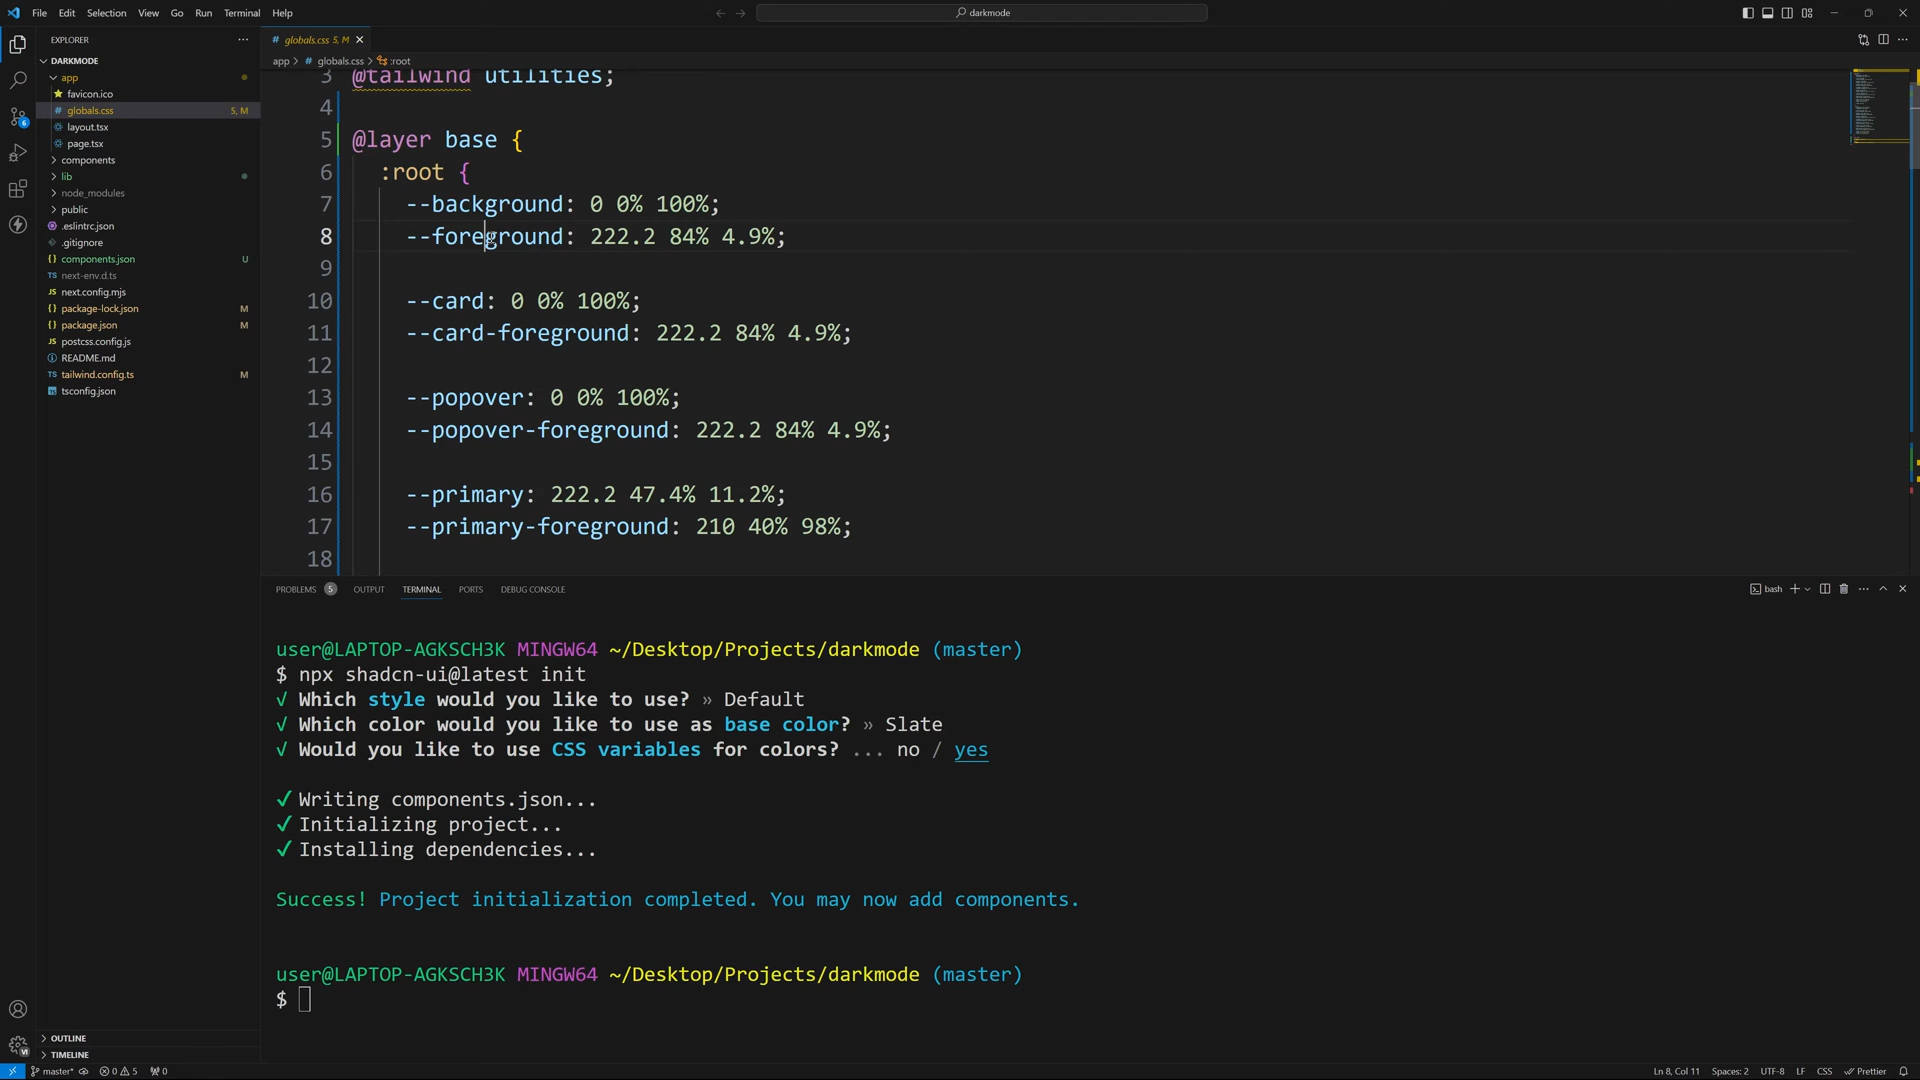 File Edit Selection View Go Run Terminal Help
darkmode
EXPLORER
DARKMODE
app
favicon.ico
globals.css 5, M
layout.tsx
page.tsx
components
lib
node_modules
public
.eslintrc.json
.gitignore
components.json U
next-env.d.ts
next.config.mjs
package-lock.json M
package.json M
postcss.config.js
README.md
tailwind.config.ts M
tsconfig.json
OUTLINE
TIMELINE
globals.css 5, M
app > globals.css > :root
3 @tailwind utilities;
4
5 @layer base {
6 :root {
7 --background: 0 0% 100%;
8 --foreground: 222.2 84% 4.9%;
9
10 --card: 0 0% 100%;
11 --card-foreground: 222.2 84% 4.9%;
12
13 --popover: 0 0% 100%;
14 --popover-foreground: 222.2 84% 4.9%;
15
16 --primary: 222.2 47.4% 11.2%;
17 --primary-foreground: 210 40% 98%;
18
PROBLEMS 5 OUTPUT TERMINAL PORTS DEBUG CONSOLE
bash
user@LAPTOP-AGKSCH3K MINGW64 ~/Desktop/Projects/darkmode (master)
$ npx shadcn-ui@latest init
√ Which style would you like to use? » Default
√ Which color would you like to use as base color? » Slate
√ Would you like to use CSS variables for colors? ... no / yes
✓ Writing components.json...
✓ Initializing project...
✓ Installing dependencies...
Success! Project initialization completed. You may now add components.
user@LAPTOP-AGKSCH3K MINGW64 ~/Desktop/Projects/darkmode (master)
$
master* 0 5 0
Ln 8, Col 11 Spaces: 2 UTF-8 LF CSS Prettier